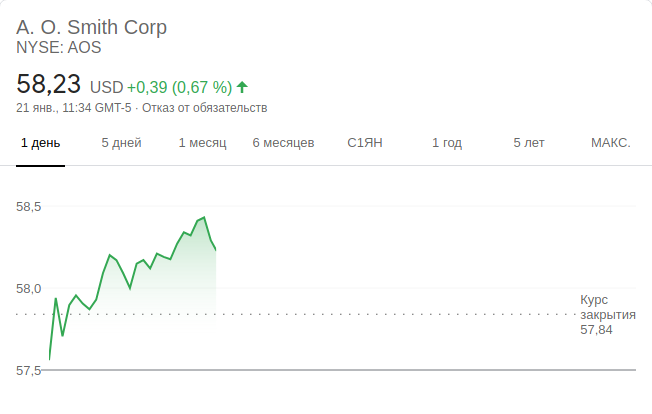 A. O. Smith Corp
NYSE: AOS
58,23 USD +0,39 (0,67 %)
21 янв., 11:34 GMT-5 · Отказ от обязательств
1 день 5 дней 1 месяц 6 месяцев С1ЯН 1 год 5 лет МАКС.
58,5
58,0
Курс
закрытия
57,84
57,5